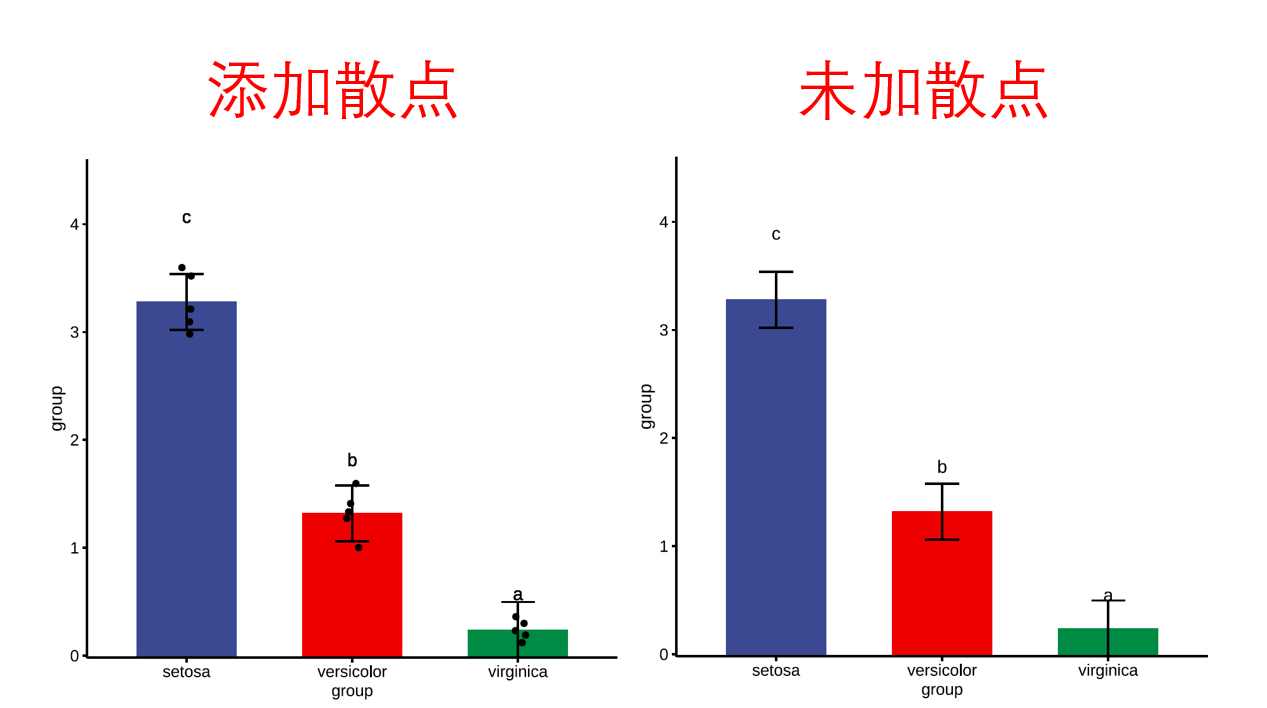 添加散点
未加散点
4
3
2
1
0
group
c
b
a
setosa
versicolor
virginica
group
4
3
2
1
0
group
c
b
a
setosa
versicolor
virginica
group